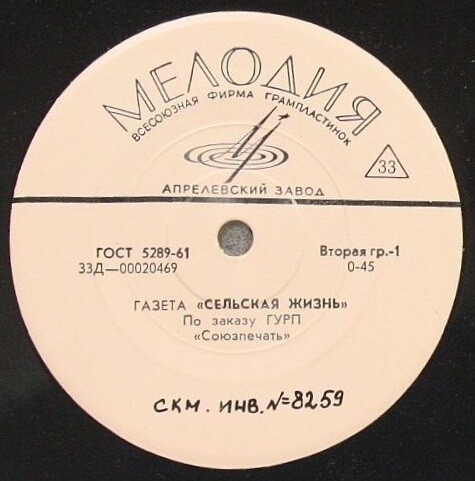 МЕЛОДИЯ
ВСЕСОЮЗНАЯ ФИРМА ГРАМПЛАСТИНОК
33
АПРЕЛЕВСКИЙ ЗАВОД
ГОСТ 5289-61 Вторая гр.-1
33Д—00020469 0-45
ГАЗЕТА «СЕЛЬСКАЯ ЖИЗНЬ»
По заказу ГУРП
«Союзпечать»
СКМ. ИНВ. №=8259